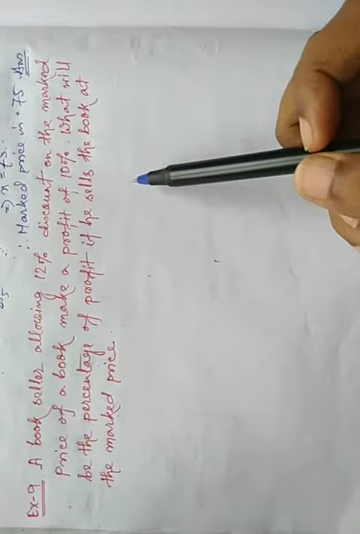 ⇒ x = 75.
∴ Marked price is = 75 Ans
Ex-9 A book seller allowing 12% discount on the marked
Price of a book make a profit of 10%. What will
be the percentage of profit if he sells the book at
the marked price.